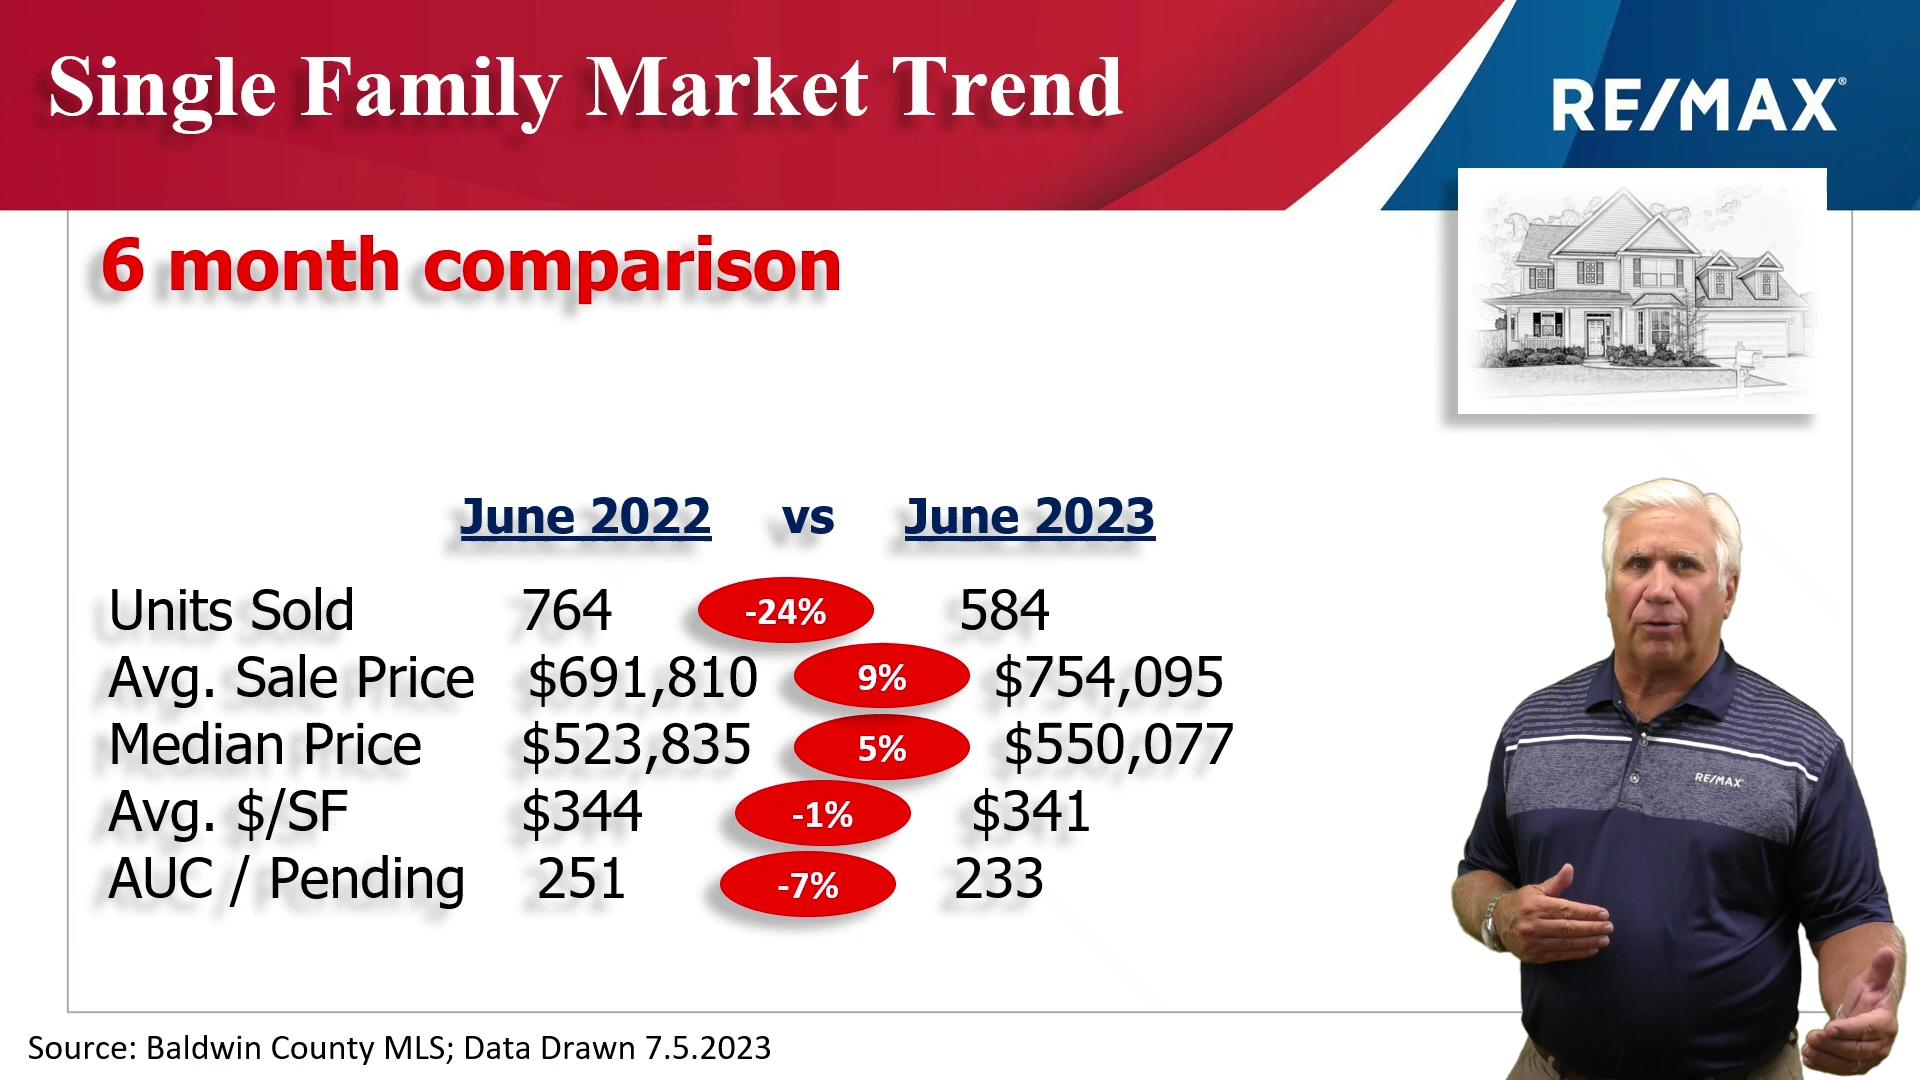 Single Family Market Trend
RE/MAX®
6 month comparison
June 2022 vs June 2023
Units Sold 764 -24% 584
Avg. Sale Price $691,810 9% $754,095
Median Price $523,835 5% $550,077
Avg. $/SF $344 -1% $341
AUC / Pending 251 -7% 233
RE/MAX
Source: Baldwin County MLS; Data Drawn 7.5.2023